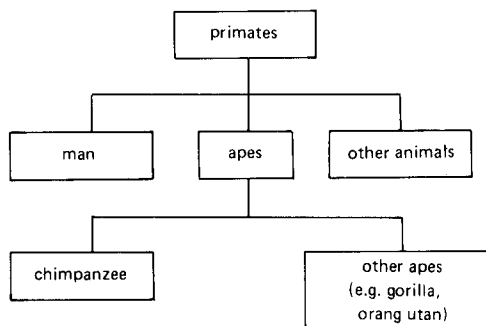 primates
man
apes
other animals
chimpanzee
other apes
(e.g. gorilla,
orang utan)